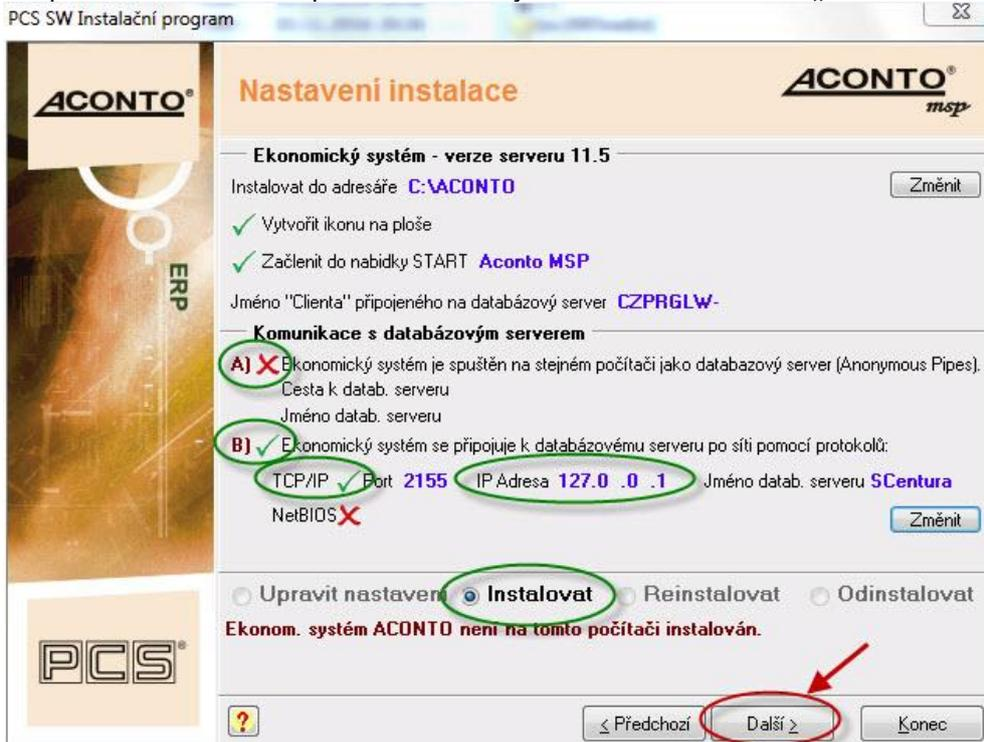 PCS SW Instalační program
ACONTO®
ERP
PCS®
Nastavení instalace
ACONTO®
msp
Ekonomický systém - verze serveru 11.5
Instalovat do adresáře C:\ACONTO
Změnit
Vytvořit ikonu na ploše
Začlenit do nabidky START Aconto MSP
Jméno "Clienta" připojeného na databázový server CZPRGLW-
Komunikace s databázovým serverem
A) Ekonomický systém je spuštěn na stejném počítači jako databazový server (Anonymous Pipes).
Cesta k datab. serveru
Jméno datab. serveru
B) Ekonomický systém se připojuje k databázovému serveru po síti pomocí protokolů:
TCP/IP Port 2155 IP Adresa 127.0 .0 .1 Jméno datab. serveru SCentura
NetBIOS
Změnit
Upravit nastavení Instalovat Reinstalovat Odinstalovat
Ekonom. systém ACONTO není na tomto počítači instalován.
?
< Předchozí Další > Konec